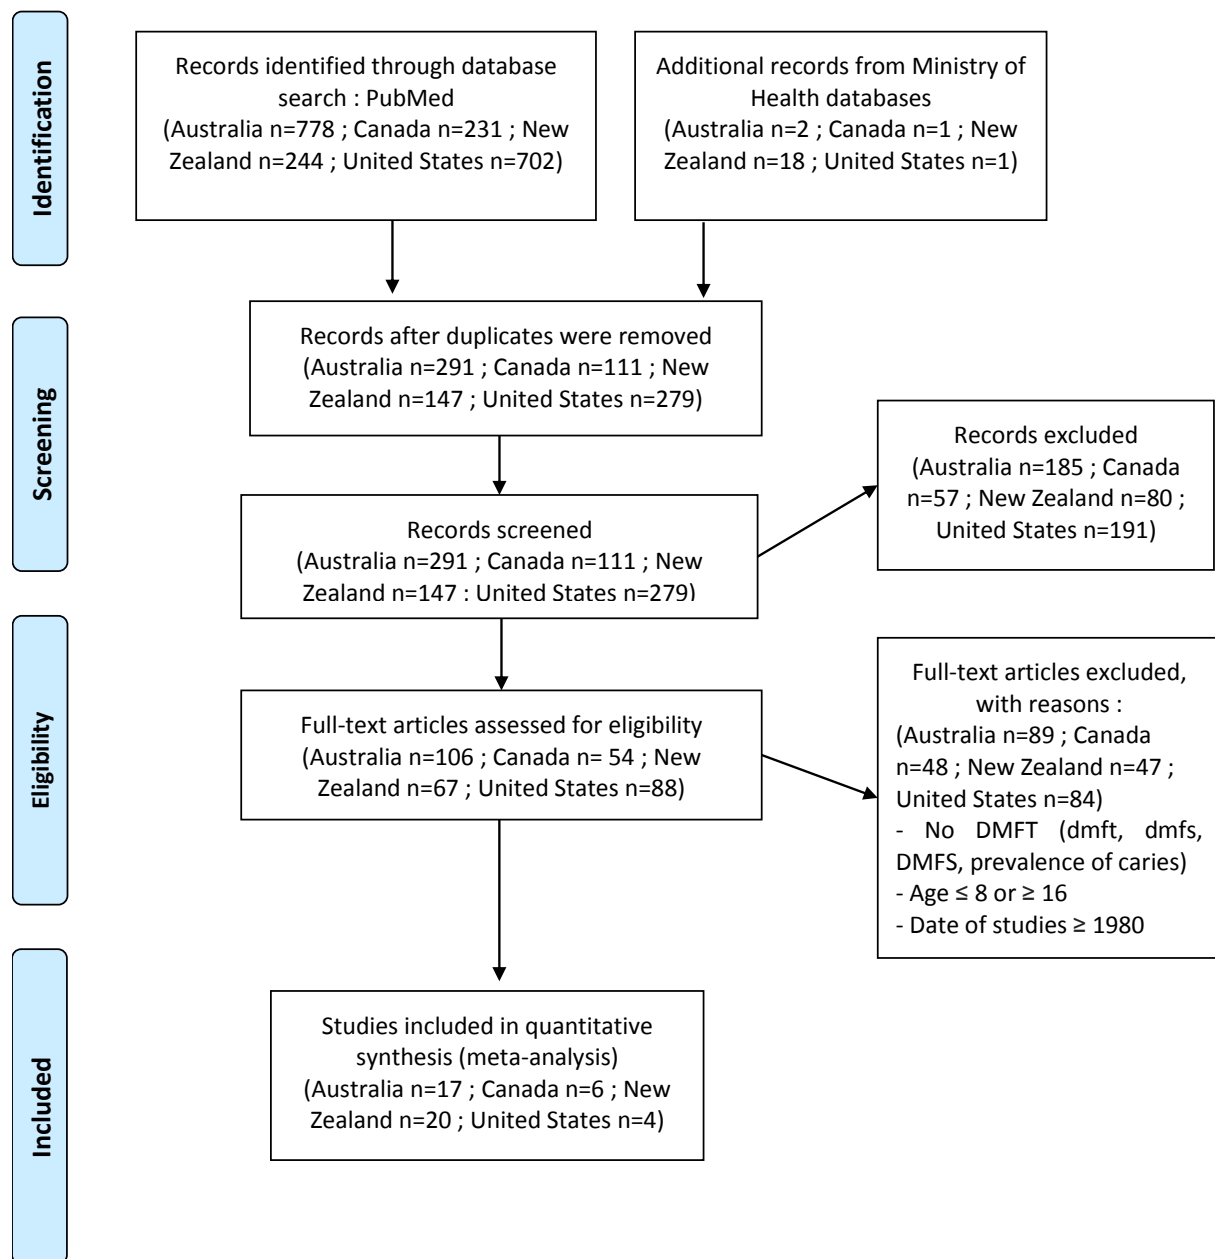 Identification
Records identified through database
search : PubMed
(Australia n=778 ; Canada n=231 ; New
Zealand n=244 ; United States n=702)
Additional records from Ministry of
Health databases
(Australia n=2 ; Canada n=1 ; New
Zealand n=18 ; United States n=1)
Screening
Records after duplicates were removed
(Australia n=291 ; Canada n=111 ; New
Zealand n=147 ; United States n=279)
Records screened
(Australia n=291 ; Canada n=111 ; New
Zealand n=147 ; United States n=279)
Records excluded
(Australia n=185 ; Canada
n=57 ; New Zealand n=80 ;
United States n=191)
Eligibility
Full-text articles assessed for eligibility
(Australia n=106 ; Canada n= 54 ; New
Zealand n=67 ; United States n=88)
Full-text articles excluded,
with reasons :
(Australia n=89 ; Canada
n=48 ; New Zealand n=47 ;
United States n=84)
- No DMFT (dmft, dmfs,
DMFS, prevalence of caries)
- Age ≤ 8 or ≥ 16
- Date of studies ≥ 1980
Included
Studies included in quantitative
synthesis (meta-analysis)
(Australia n=17 ; Canada n=6 ; New
Zealand n=20 ; United States n=4)